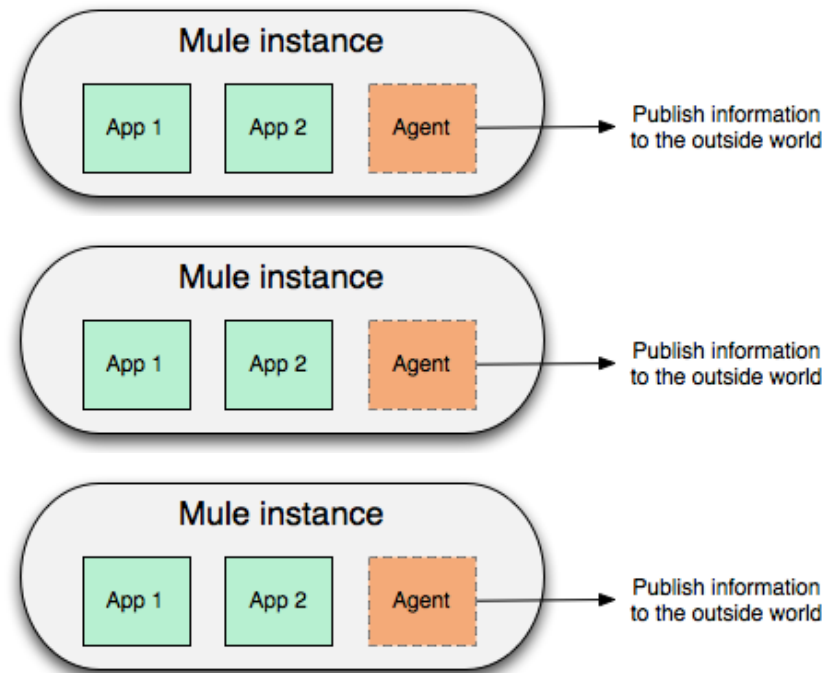 Mule instance
App 1
App 2
Agent
Publish information
to the outside world
Mule instance
App 1
App 2
Agent
Publish information
to the outside world
Mule instance
App 1
App 2
Agent
Publish information
to the outside world